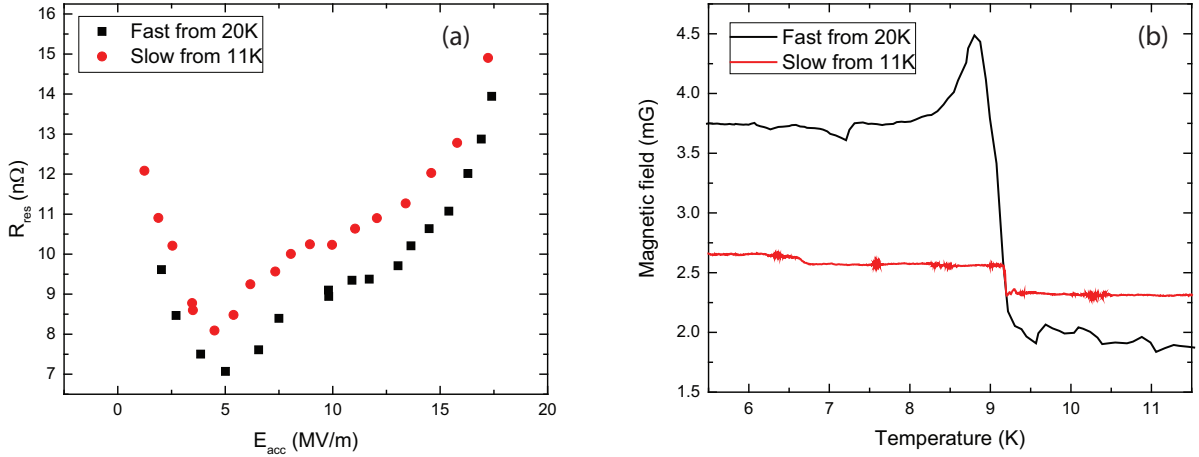 Fast from 20K
Slow from 11K
(a)
16
15
14
13
12
11
10
9
8
7
R_res (nΩ)
0
5
10
15
20
E_acc (MV/m)
Fast from 20K
Slow from 11K
(b)
4.5
4.0
3.5
3.0
2.5
2.0
1.5
Magnetic field (mG)
6
7
8
9
10
11
Temperature (K)